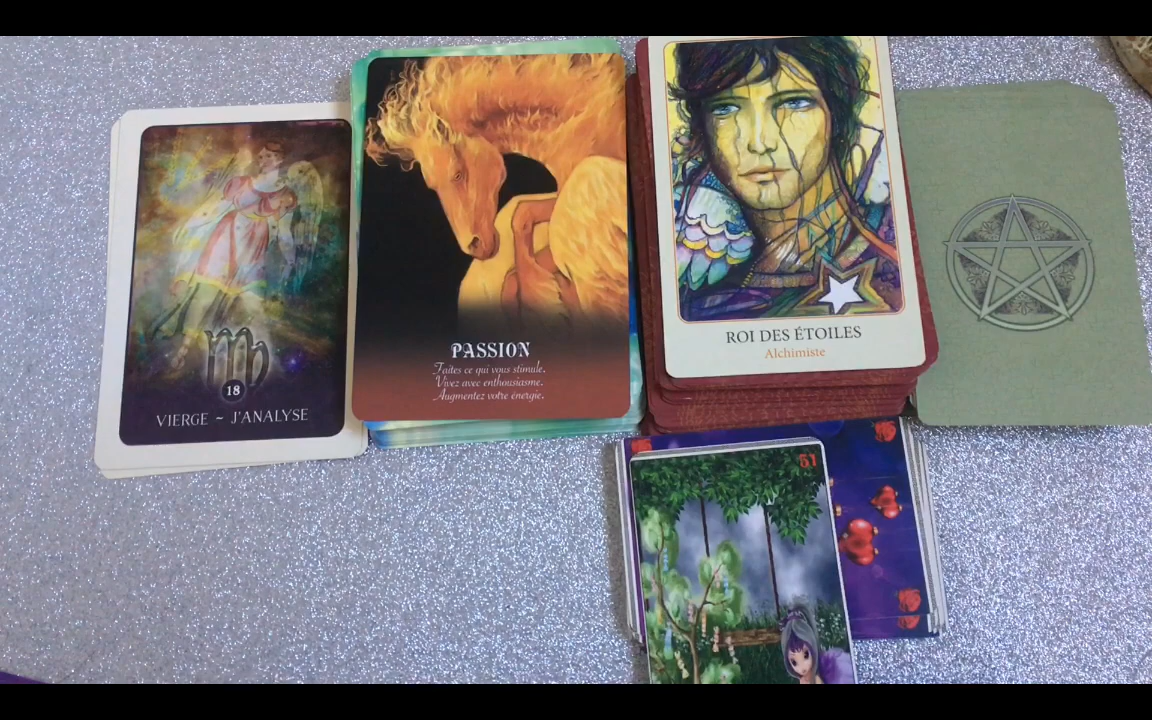 18
VIERGE ~ J'ANALYSE
PASSION
Faites ce qui vous stimule.
Vivez avec enthousiasme.
Augmentez votre énergie.
ROI DES ÉTOILES
Alchimiste
51